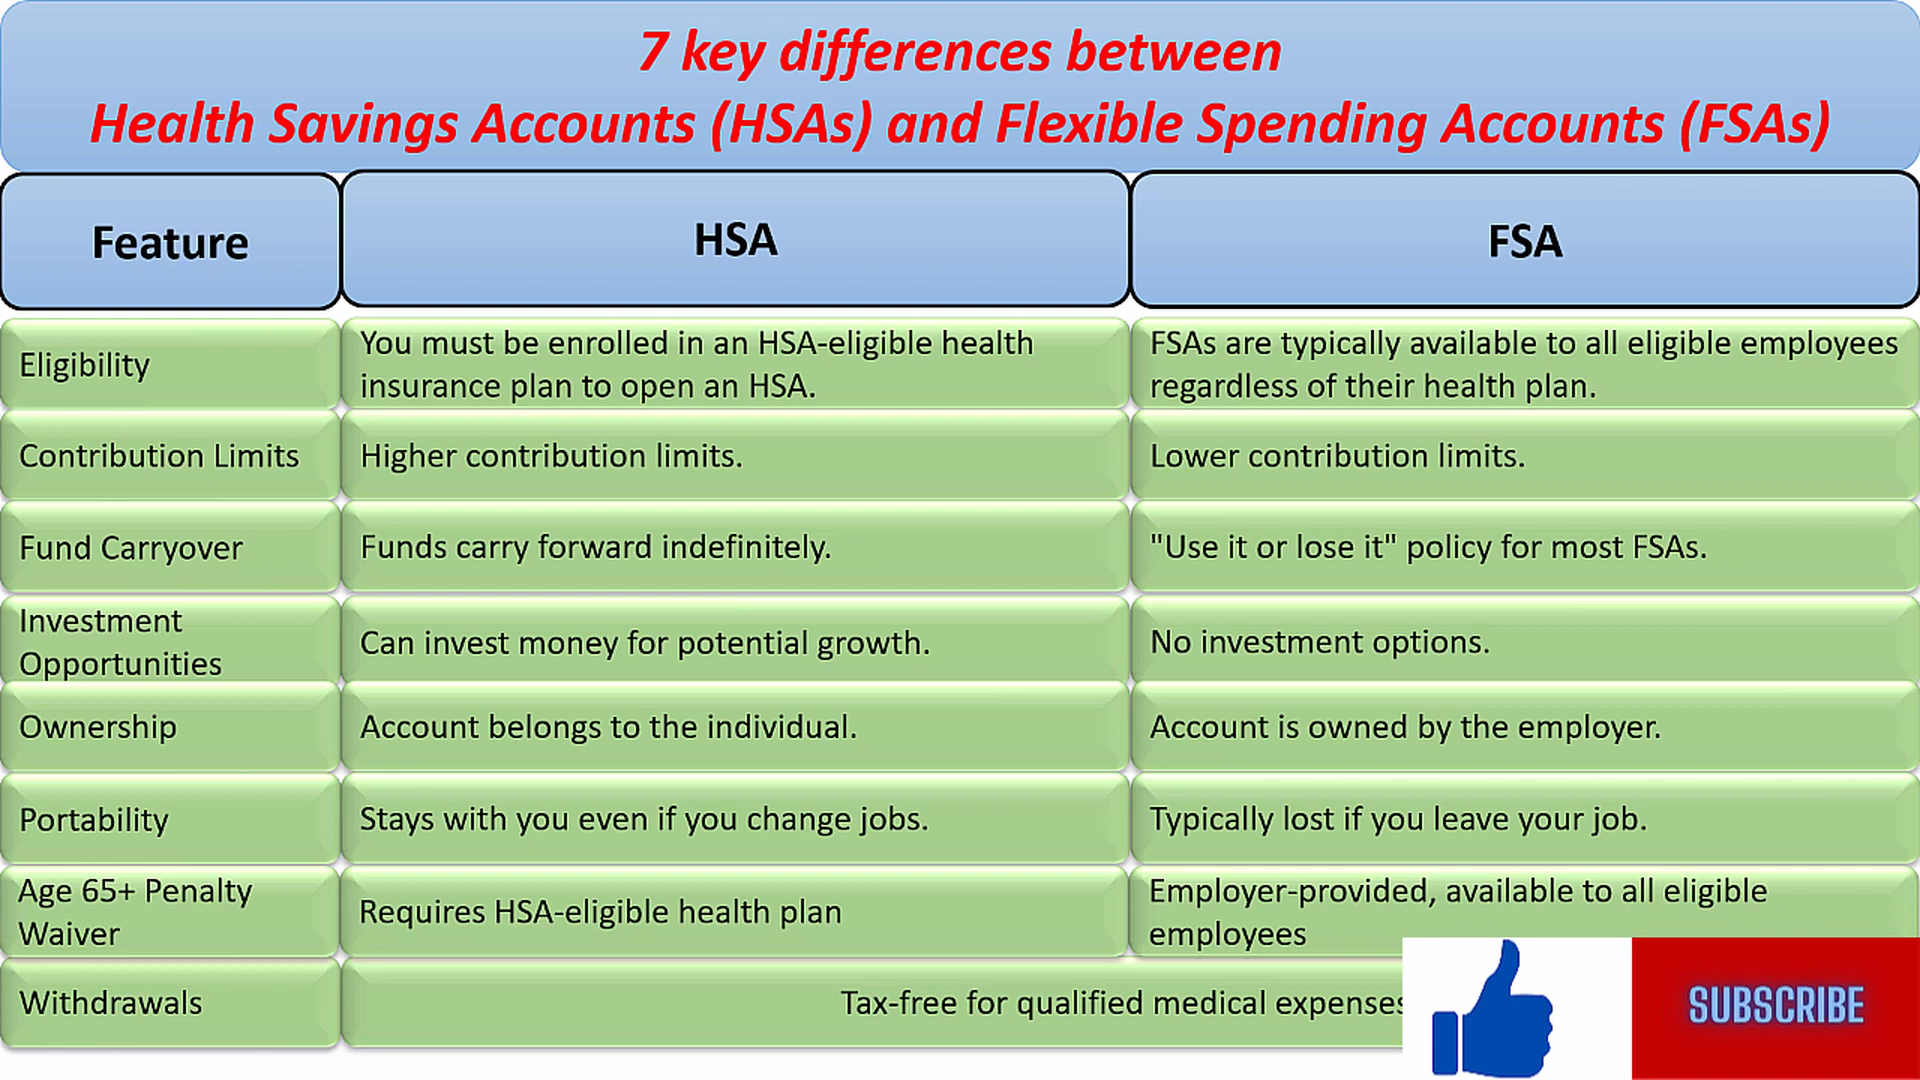 7 key differences between
Health Savings Accounts (HSAs) and Flexible Spending Accounts (FSAs)
Feature
HSA
FSA
Eligibility
You must be enrolled in an HSA-eligible health
insurance plan to open an HSA.
FSAs are typically available to all eligible employees
regardless of their health plan.
Contribution Limits
Higher contribution limits.
Lower contribution limits.
Fund Carryover
Funds carry forward indefinitely.
"Use it or lose it" policy for most FSAs.
Investment
Opportunities
Can invest money for potential growth.
No investment options.
Ownership
Account belongs to the individual.
Account is owned by the employer.
Portability
Stays with you even if you change jobs.
Typically lost if you leave your job.
Age 65+ Penalty
Waiver
Requires HSA-eligible health plan
Employer-provided, available to all eligible
employees
Withdrawals
Tax-free for qualified medical expenses
SUBSCRIBE